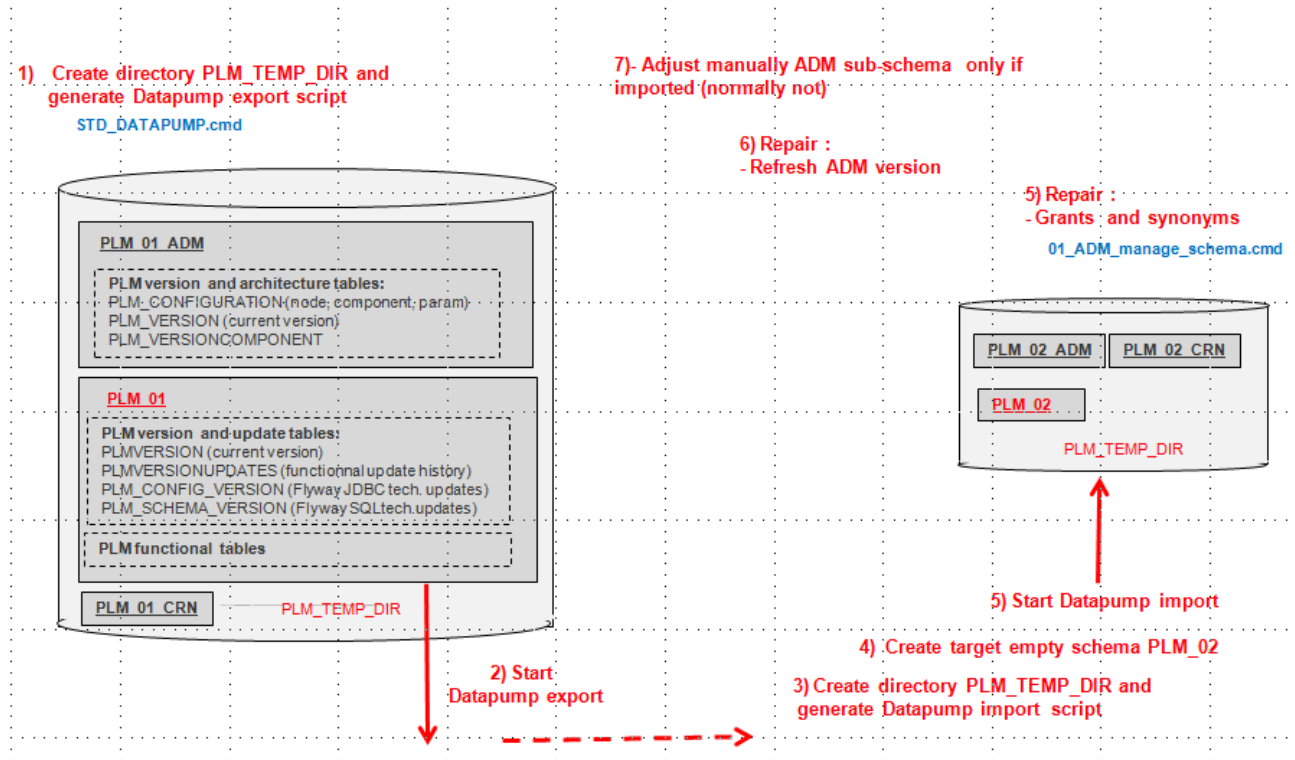 1) Create directory PLM_TEMP_DIR and
generate Datapump export script
STD_DATAPUMP.cmd
7)- Adjust manually ADM sub-schema only if
imported (normally not)
6) Repair :
- Refresh ADM version
5) Repair :
- Grants and synonyms
01_ADM_manage_schema.cmd
PLM_01_ADM
PLM version and architecture tables:
PLM_CONFIGURATION (node, component, param)
PLM_VERSION (current version)
PLM_VERSIONCOMPONENT
PLM_01
PLM version and update tables:
PLMVERSION (current version)
PLMVERSIONUPDATES (functionnal update history)
PLM_CONFIG_VERSION (Flyway JDBC tech. updates)
PLM_SCHEMA_VERSION (Flyway SQL tech.updates)
PLM functional tables
PLM_01_CRN
PLM_TEMP_DIR
2) Start
Datapump export
PLM_02_ADM
PLM_02_CRN
PLM_02
PLM_TEMP_DIR
5) Start Datapump import
4) Create target empty schema PLM_02
3) Create directory PLM_TEMP_DIR and
generate Datapump import script